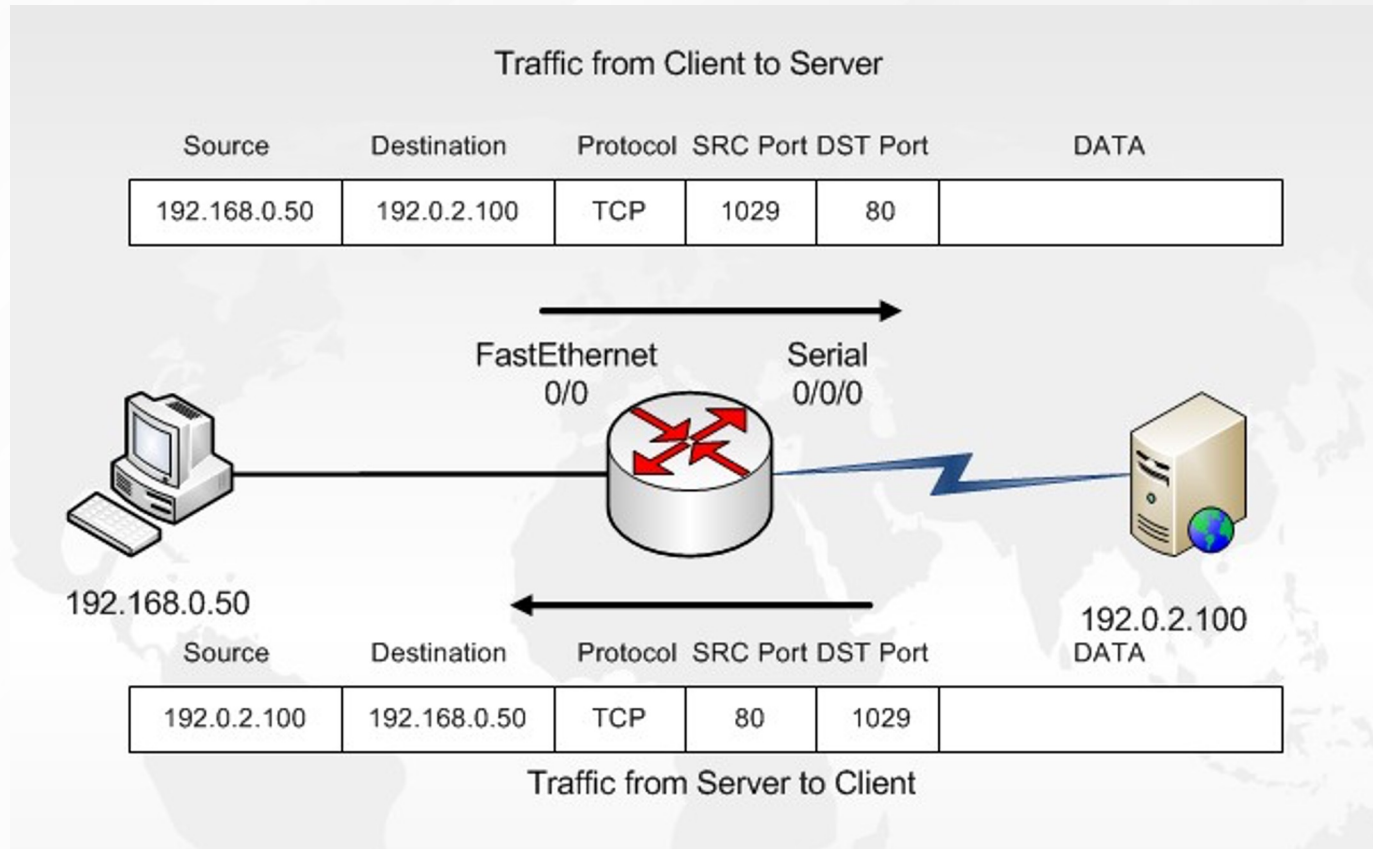 Traffic from Client to Server
Source Destination Protocol SRC Port DST Port DATA
192.168.0.50 192.0.2.100 TCP 1029 80
FastEthernet Serial
0/0 0/0/0
192.168.0.50
192.0.2.100
Source Destination Protocol SRC Port DST Port DATA
192.0.2.100 192.168.0.50 TCP 80 1029
Traffic from Server to Client